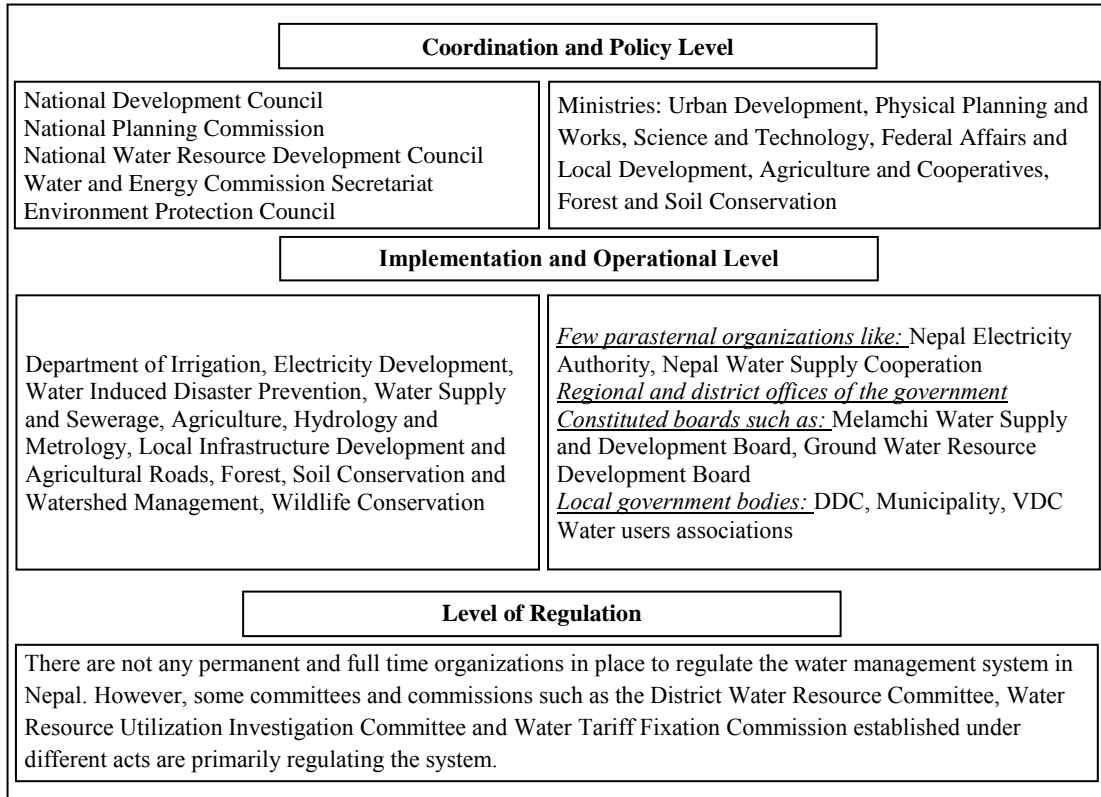 Coordination and Policy Level
National Development Council
National Planning Commission
National Water Resource Development Council
Water and Energy Commission Secretariat
Environment Protection Council
Ministries: Urban Development, Physical Planning and
Works, Science and Technology, Federal Affairs and
Local Development, Agriculture and Cooperatives,
Forest and Soil Conservation
Implementation and Operational Level
Department of Irrigation, Electricity Development,
Water Induced Disaster Prevention, Water Supply
and Sewerage, Agriculture, Hydrology and
Metrology, Local Infrastructure Development and
Agricultural Roads, Forest, Soil Conservation and
Watershed Management, Wildlife Conservation
Few parasternal organizations like: Nepal Electricity
Authority, Nepal Water Supply Cooperation
Regional and district offices of the government
Constituted boards such as: Melamchi Water Supply
and Development Board, Ground Water Resource
Development Board
Local government bodies: DDC, Municipality, VDC
Water users associations
Level of Regulation
There are not any permanent and full time organizations in place to regulate the water management system in
Nepal. However, some committees and commissions such as the District Water Resource Committee, Water
Resource Utilization Investigation Committee and Water Tariff Fixation Commission established under
different acts are primarily regulating the system.